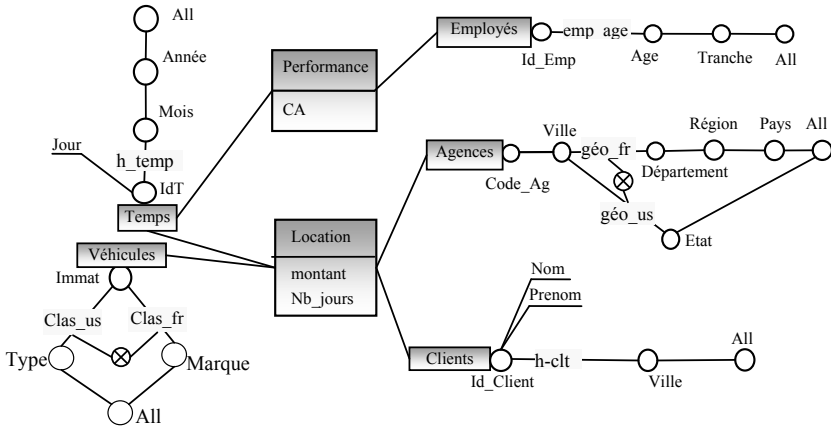 All
Année
Mois
Jour
h_temp
IdT
Temps
Véhicules
Immat
Clas_us
Clas_fr
Type
Marque
All
Performance
CA
Location
montant
Nb_jours
Employés
Id_Emp
emp_age
Age
Tranche
All
Agences
Code_Ag
Ville
géo_fr
Département
Région
Pays
All
géo_us
Etat
Nom
Prenom
Clients
Id_Client
h-clt
Ville
All